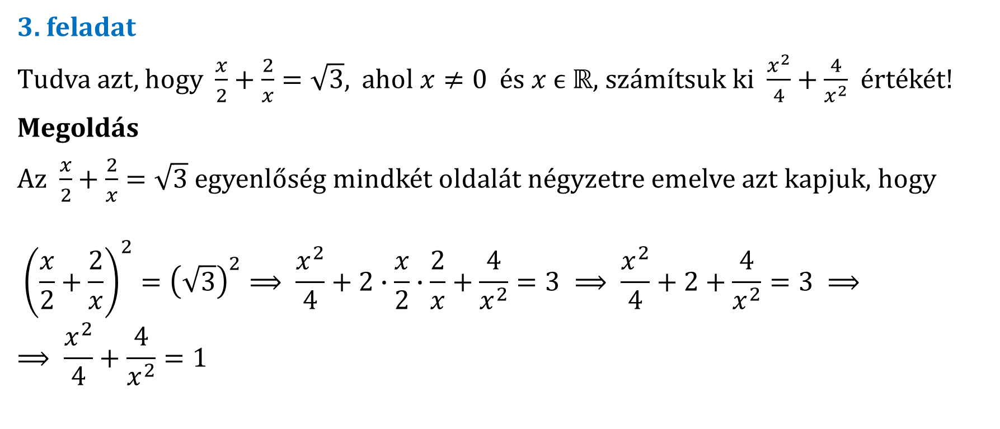 3. feladat
Tudva azt, hogy $\frac{x}{2} + \frac{2}{x} = \sqrt{3}$, ahol $x \neq 0$ és $x \in \mathbb{R}$, számítsuk ki $\frac{x^2}{4} + \frac{4}{x^2}$ értékét!
Megoldás
Az $\frac{x}{2} + \frac{2}{x} = \sqrt{3}$ egyenlőség mindkét oldalát négyzetre emelve azt kapjuk, hogy
$\left(\frac{x}{2} + \frac{2}{x}\right)^2 = \left(\sqrt{3}\right)^2 \Longrightarrow \frac{x^2}{4} + 2 \cdot \frac{x}{2} \cdot \frac{2}{x} + \frac{4}{x^2} = 3 \Longrightarrow \frac{x^2}{4} + 2 + \frac{4}{x^2} = 3 \Longrightarrow$
$\Longrightarrow \frac{x^2}{4} + \frac{4}{x^2} = 1$